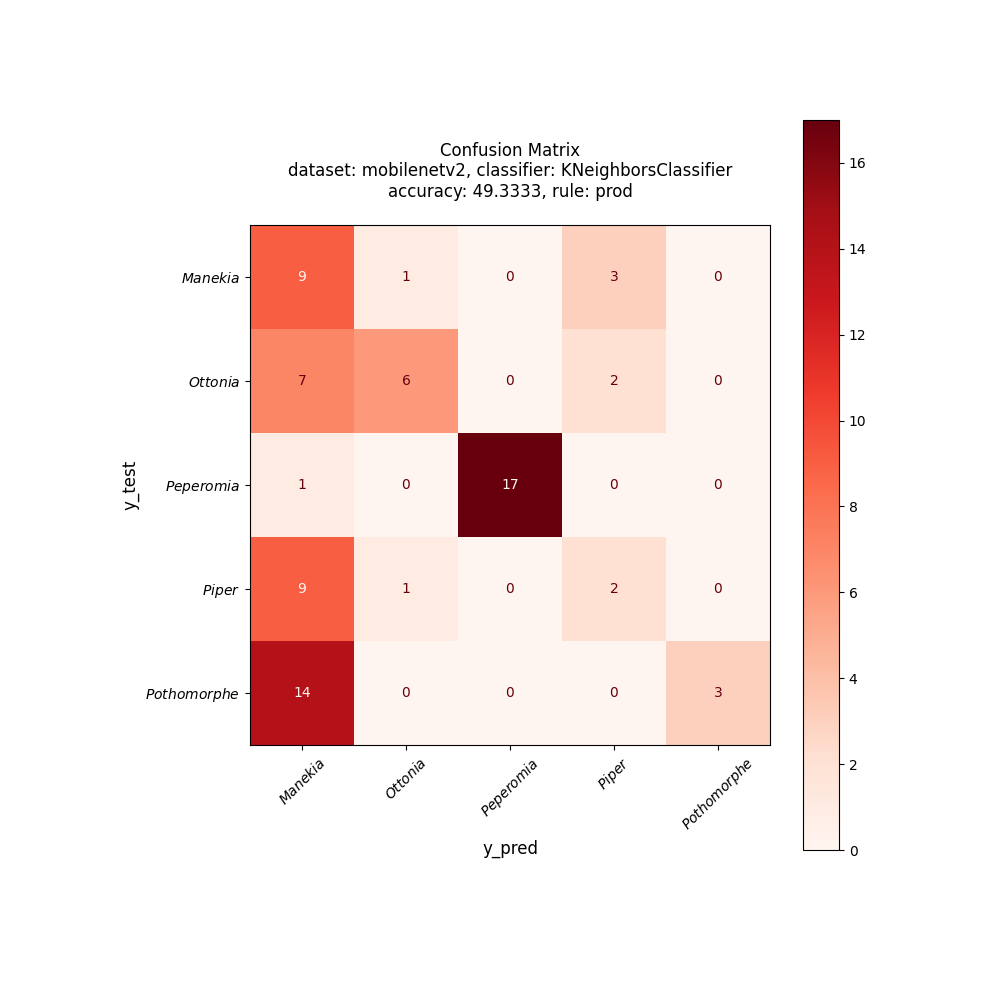 Confusion Matrix
dataset: mobilenetv2, classifier: KNeighborsClassifier
accuracy: 49.3333, rule: prod
Manekia 9 1 0 3 0
Ottonia 7 6 0 2 0
Peperomia 1 0 17 0 0
Piper 9 1 0 2 0
Pothomorphe 14 0 0 0 3
Manekia Ottonia Peperomia Piper Pothomorphe
y_test
y_pred
16
14
12
10
8
6
4
2
0